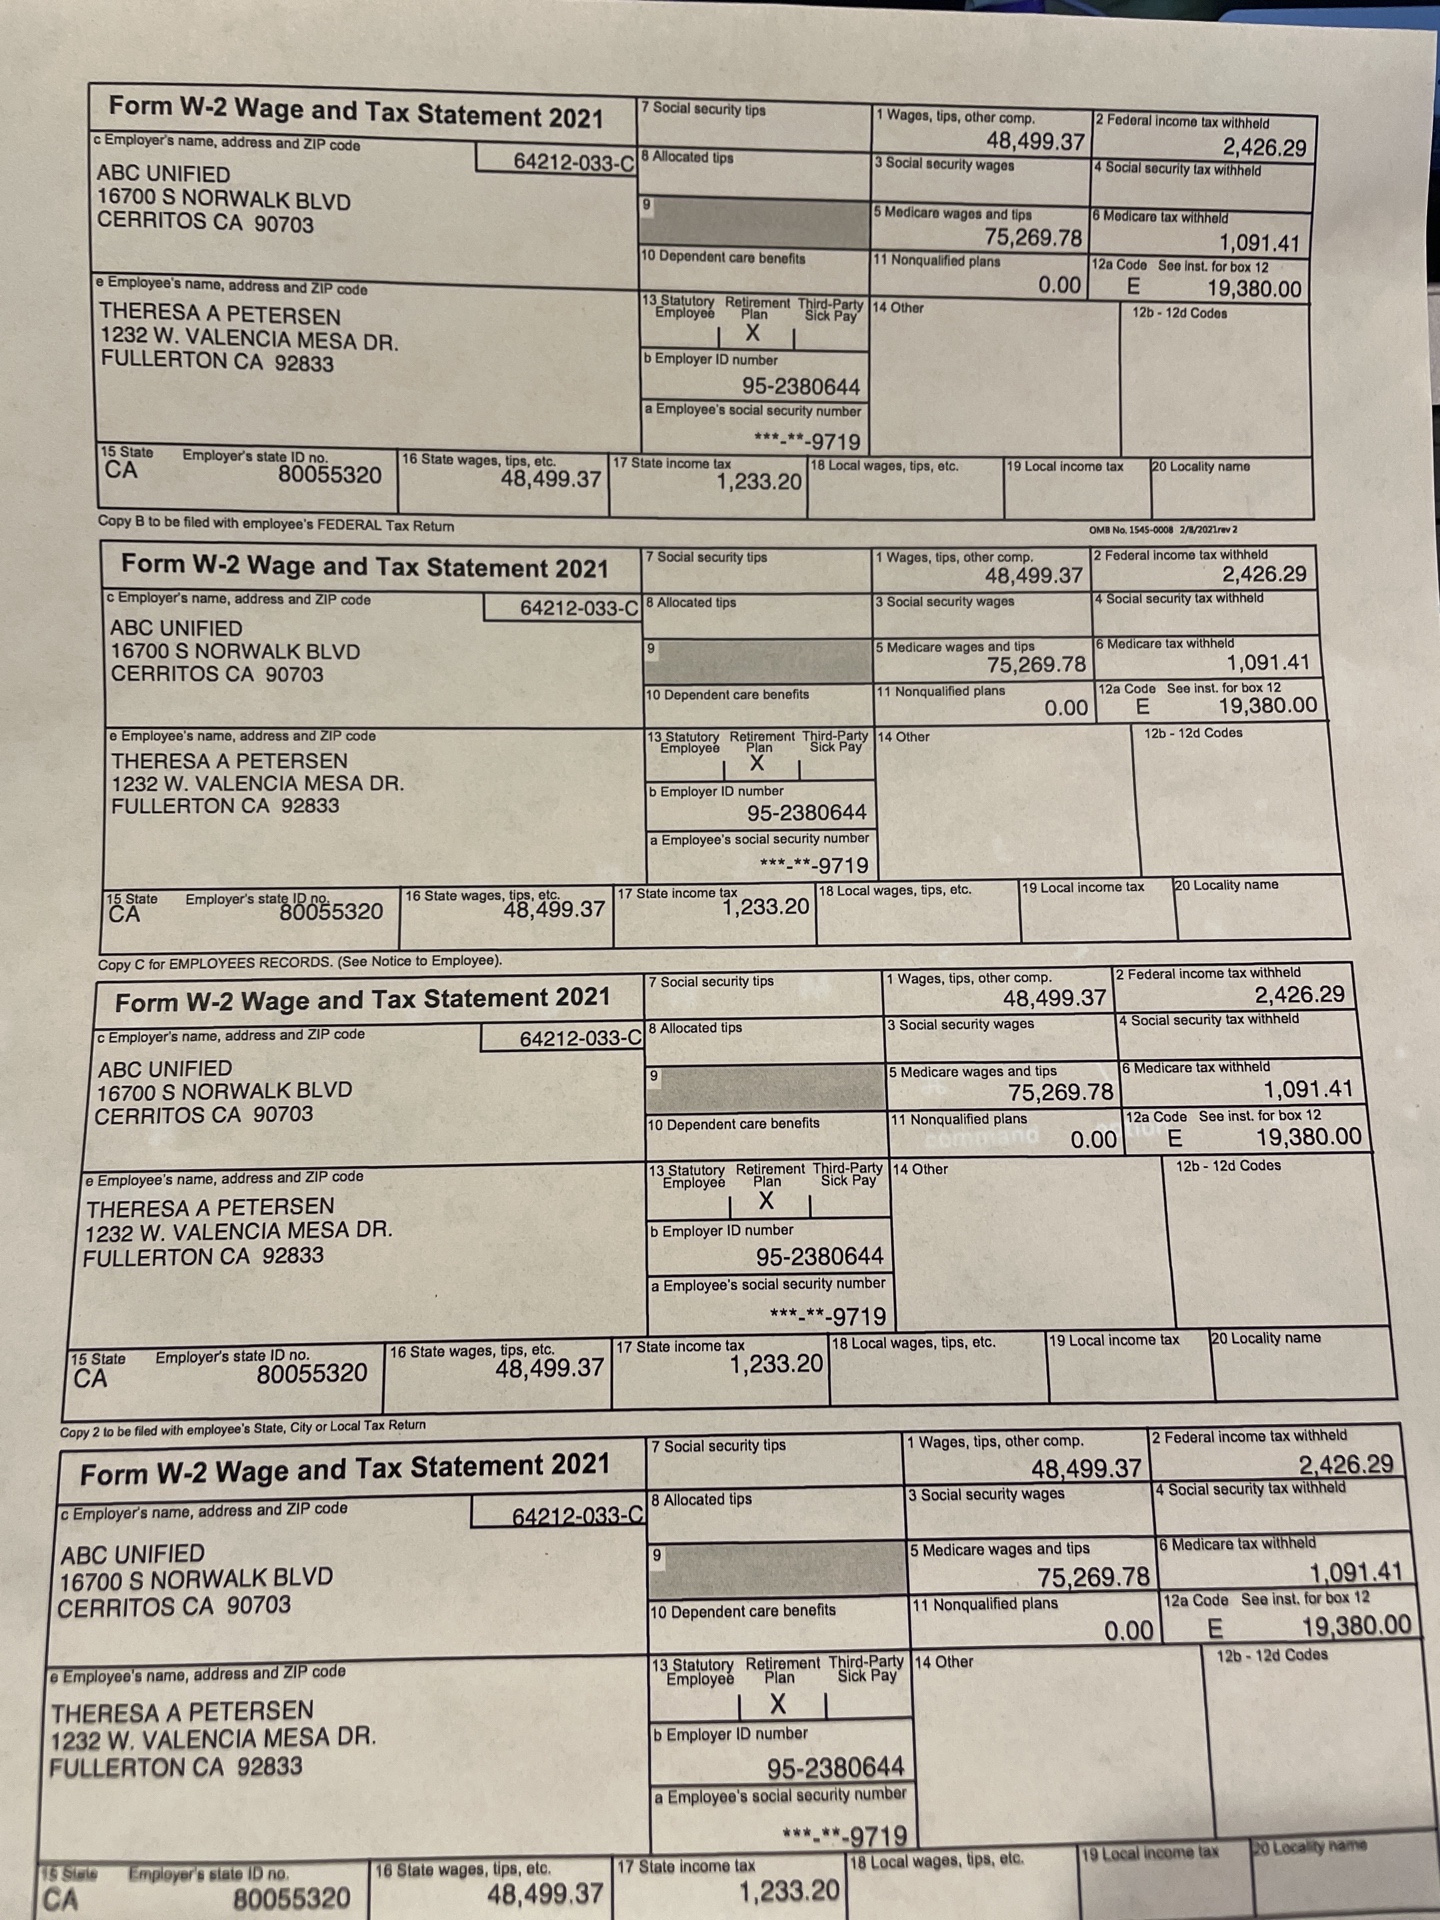 Form W-2 Wage and Tax Statement 2021
7 Social security tips
1 Wages, tips, other comp.
48,499.37
2 Federal income tax withheld
2,426.29
c Employer's name, address and ZIP code
64212-033-C
8 Allocated tips
3 Social security wages
4 Social security tax withheld
ABC UNIFIED
16700 S NORWALK BLVD
CERRITOS CA 90703
9
5 Medicare wages and tips
75,269.78
6 Medicare tax withheld
1,091.41
10 Dependent care benefits
11 Nonqualified plans
0.00
12a Code See inst. for box 12
E 19,380.00
e Employee's name, address and ZIP code
THERESA A PETERSEN
1232 W. VALENCIA MESA DR.
FULLERTON CA 92833
13 Statutory Employee Retirement Plan Third-Party Sick Pay
X
14 Other
12b - 12d Codes
b Employer ID number
95-2380644
a Employee's social security number
***-**-9719
15 State Employer's state ID no.
CA 80055320
16 State wages, tips, etc.
48,499.37
17 State income tax
1,233.20
18 Local wages, tips, etc.
19 Local income tax
20 Locality name
Copy B to be filed with employee's FEDERAL Tax Return
OMB No. 1545-0008 2/8/2021rev 2
Form W-2 Wage and Tax Statement 2021
7 Social security tips
1 Wages, tips, other comp.
48,499.37
2 Federal income tax withheld
2,426.29
c Employer's name, address and ZIP code
64212-033-C
8 Allocated tips
3 Social security wages
4 Social security tax withheld
ABC UNIFIED
16700 S NORWALK BLVD
CERRITOS CA 90703
9
5 Medicare wages and tips
75,269.78
6 Medicare tax withheld
1,091.41
10 Dependent care benefits
11 Nonqualified plans
0.00
12a Code See inst. for box 12
E 19,380.00
e Employee's name, address and ZIP code
THERESA A PETERSEN
1232 W. VALENCIA MESA DR.
FULLERTON CA 92833
13 Statutory Employee Retirement Plan Third-Party Sick Pay
X
14 Other
12b - 12d Codes
b Employer ID number
95-2380644
a Employee's social security number
***-**-9719
15 State Employer's state ID no.
CA 80055320
16 State wages, tips, etc.
48,499.37
17 State income tax
1,233.20
18 Local wages, tips, etc.
19 Local income tax
20 Locality name
Copy C for EMPLOYEES RECORDS. (See Notice to Employee).
Form W-2 Wage and Tax Statement 2021
7 Social security tips
1 Wages, tips, other comp.
48,499.37
2 Federal income tax withheld
2,426.29
c Employer's name, address and ZIP code
64212-033-C
8 Allocated tips
3 Social security wages
4 Social security tax withheld
ABC UNIFIED
16700 S NORWALK BLVD
CERRITOS CA 90703
9
5 Medicare wages and tips
75,269.78
6 Medicare tax withheld
1,091.41
10 Dependent care benefits
11 Nonqualified plans
command
0.00
12a Code See inst. for box 12
E 19,380.00
e Employee's name, address and ZIP code
THERESA A PETERSEN
1232 W. VALENCIA MESA DR.
FULLERTON CA 92833
13 Statutory Employee Retirement Plan Third-Party Sick Pay
X
14 Other
12b - 12d Codes
b Employer ID number
95-2380644
a Employee's social security number
***-**-9719
15 State Employer's state ID no.
CA 80055320
16 State wages, tips, etc.
48,499.37
17 State income tax
1,233.20
18 Local wages, tips, etc.
19 Local income tax
20 Locality name
Copy 2 to be filed with employee's State, City or Local Tax Return
Form W-2 Wage and Tax Statement 2021
7 Social security tips
1 Wages, tips, other comp.
48,499.37
2 Federal income tax withheld
2,426.29
c Employer's name, address and ZIP code
64212-033-C
8 Allocated tips
3 Social security wages
4 Social security tax withheld
ABC UNIFIED
16700 S NORWALK BLVD
CERRITOS CA 90703
9
5 Medicare wages and tips
75,269.78
6 Medicare tax withheld
1,091.41
10 Dependent care benefits
11 Nonqualified plans
0.00
12a Code See inst. for box 12
E 19,380.00
e Employee's name, address and ZIP code
THERESA A PETERSEN
1232 W. VALENCIA MESA DR.
FULLERTON CA 92833
13 Statutory Employee Retirement Plan Third-Party Sick Pay
X
14 Other
12b - 12d Codes
b Employer ID number
95-2380644
a Employee's social security number
***-**-9719
15 State Employer's state ID no.
CA 80055320
16 State wages, tips, etc.
48,499.37
17 State income tax
1,233.20
18 Local wages, tips, etc.
19 Local income tax
20 Locality name